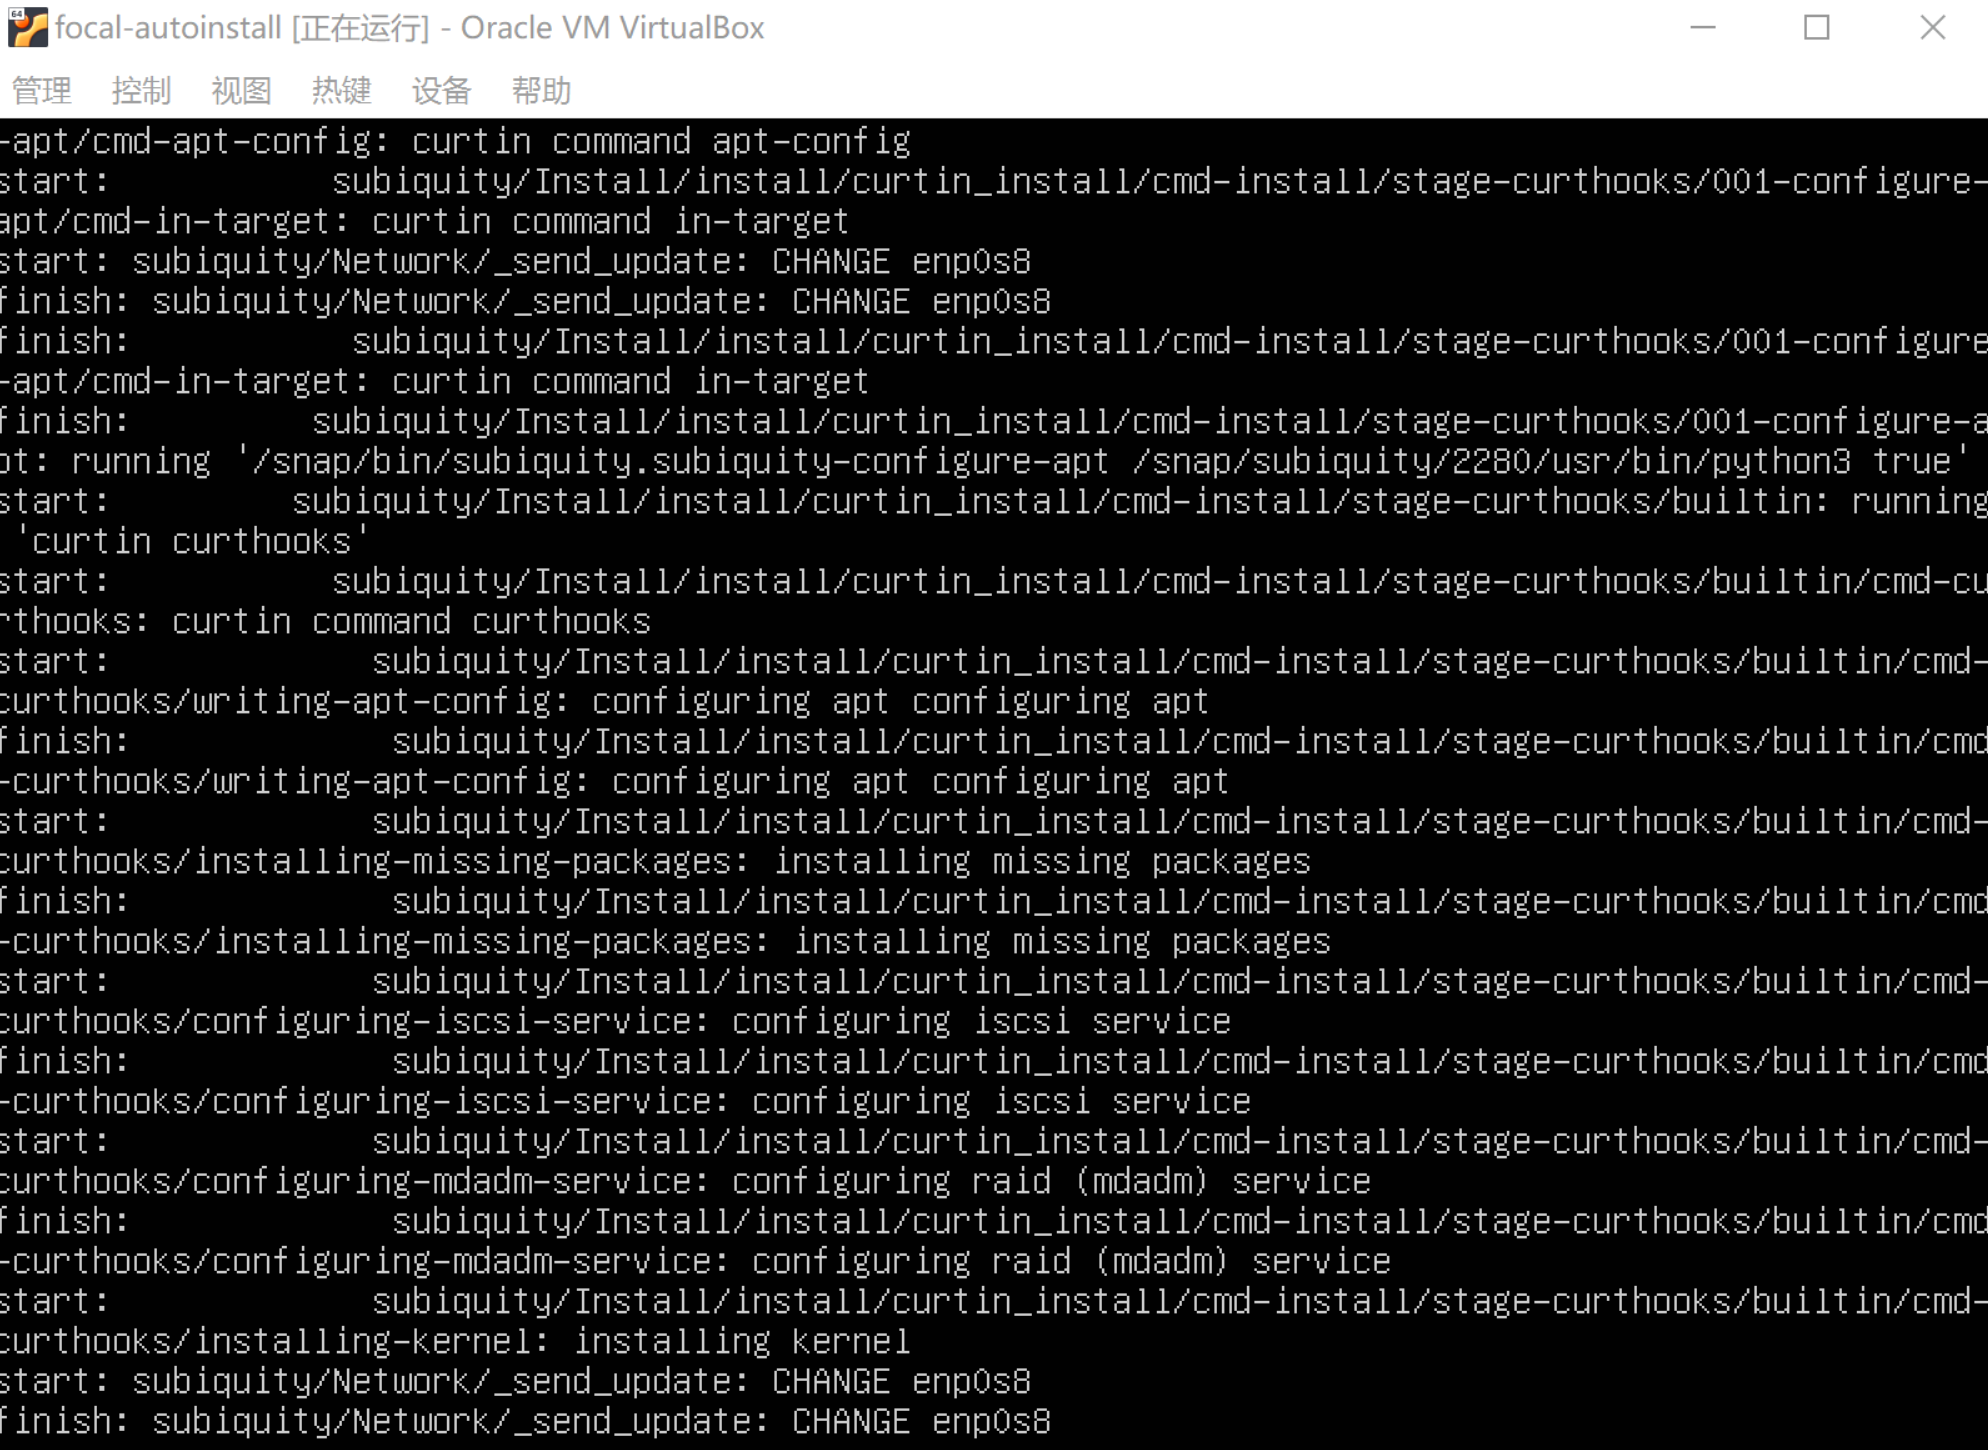 focal-autoinstall [正在运行] - Oracle VM VirtualBox
管理 控制 视图 热键 设备 帮助
-apt/cmd-apt-config: curtin command apt-config
start: subiquity/Install/install/curtin_install/cmd-install/stage-curthooks/001-configure-
apt/cmd-in-target: curtin command in-target
start: subiquity/Network/_send_update: CHANGE enp0s8
finish: subiquity/Network/_send_update: CHANGE enp0s8
finish: subiquity/Install/install/curtin_install/cmd-install/stage-curthooks/001-configure
-apt/cmd-in-target: curtin command in-target
finish: subiquity/Install/install/curtin_install/cmd-install/stage-curthooks/001-configure-a
pt: running '/snap/bin/subiquity.subiquity-configure-apt /snap/subiquity/2280/usr/bin/python3 true'
start: subiquity/Install/install/curtin_install/cmd-install/stage-curthooks/builtin: running
'curtin curthooks'
start: subiquity/Install/install/curtin_install/cmd-install/stage-curthooks/builtin/cmd-cu
rthooks: curtin command curthooks
start: subiquity/Install/install/curtin_install/cmd-install/stage-curthooks/builtin/cmd-
curthooks/writing-apt-config: configuring apt configuring apt
finish: subiquity/Install/install/curtin_install/cmd-install/stage-curthooks/builtin/cmd
-curthooks/writing-apt-config: configuring apt configuring apt
start: subiquity/Install/install/curtin_install/cmd-install/stage-curthooks/builtin/cmd-
curthooks/installing-missing-packages: installing missing packages
finish: subiquity/Install/install/curtin_install/cmd-install/stage-curthooks/builtin/cmd
-curthooks/installing-missing-packages: installing missing packages
start: subiquity/Install/install/curtin_install/cmd-install/stage-curthooks/builtin/cmd-
curthooks/configuring-iscsi-service: configuring iscsi service
finish: subiquity/Install/install/curtin_install/cmd-install/stage-curthooks/builtin/cmd
-curthooks/configuring-iscsi-service: configuring iscsi service
start: subiquity/Install/install/curtin_install/cmd-install/stage-curthooks/builtin/cmd-
curthooks/configuring-mdadm-service: configuring raid (mdadm) service
finish: subiquity/Install/install/curtin_install/cmd-install/stage-curthooks/builtin/cmd
-curthooks/configuring-mdadm-service: configuring raid (mdadm) service
start: subiquity/Install/install/curtin_install/cmd-install/stage-curthooks/builtin/cmd-
curthooks/installing-kernel: installing kernel
start: subiquity/Network/_send_update: CHANGE enp0s8
finish: subiquity/Network/_send_update: CHANGE enp0s8